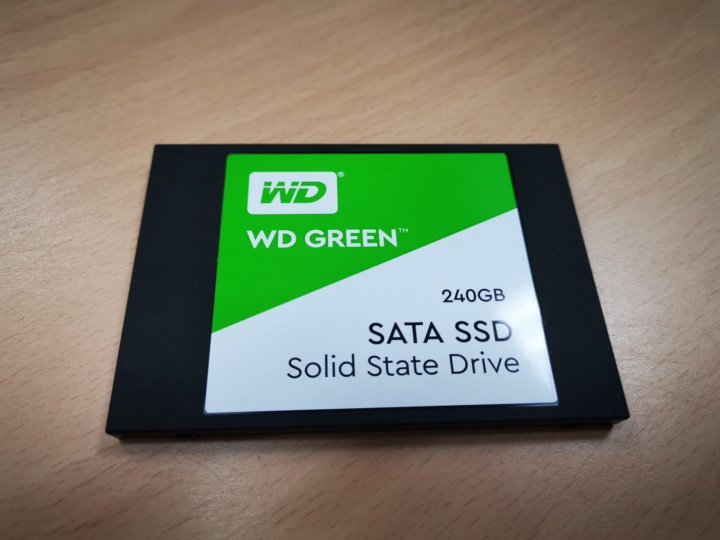 WD®
WD GREEN™
240GB
SATA SSD
Solid State Drive